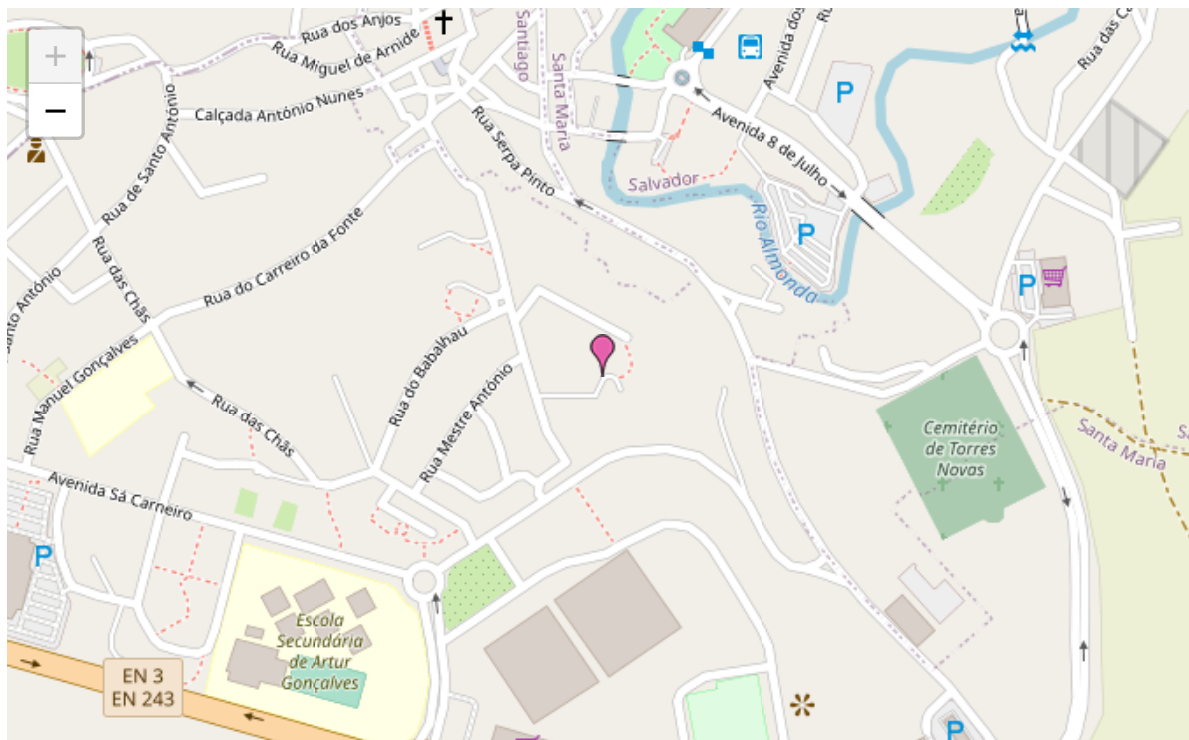 Rua dos Anjos
Rua Miguel de Arnide
Calçada António Nunes
Santiago
Santa Maria
Avenida dos
Rua das Ca
Rua Serpa Pinto
Avenida 8 de Julho
P
Salvador
Rio Almonda
P
P
Rua de Santo António
Santo António
Rua das Chãs
Rua do Carreiro da Fonte
Rua Manuel Gonçalves
Rua das Chãs
Rua do Babalhau
Rua Mestre António
Cemitério
de Torres
Novas
Santa Maria
Avenida Sá Carneiro
P
Escola
Secundária
de Artur
Gonçalves
EN 3
EN 243
P
+
−